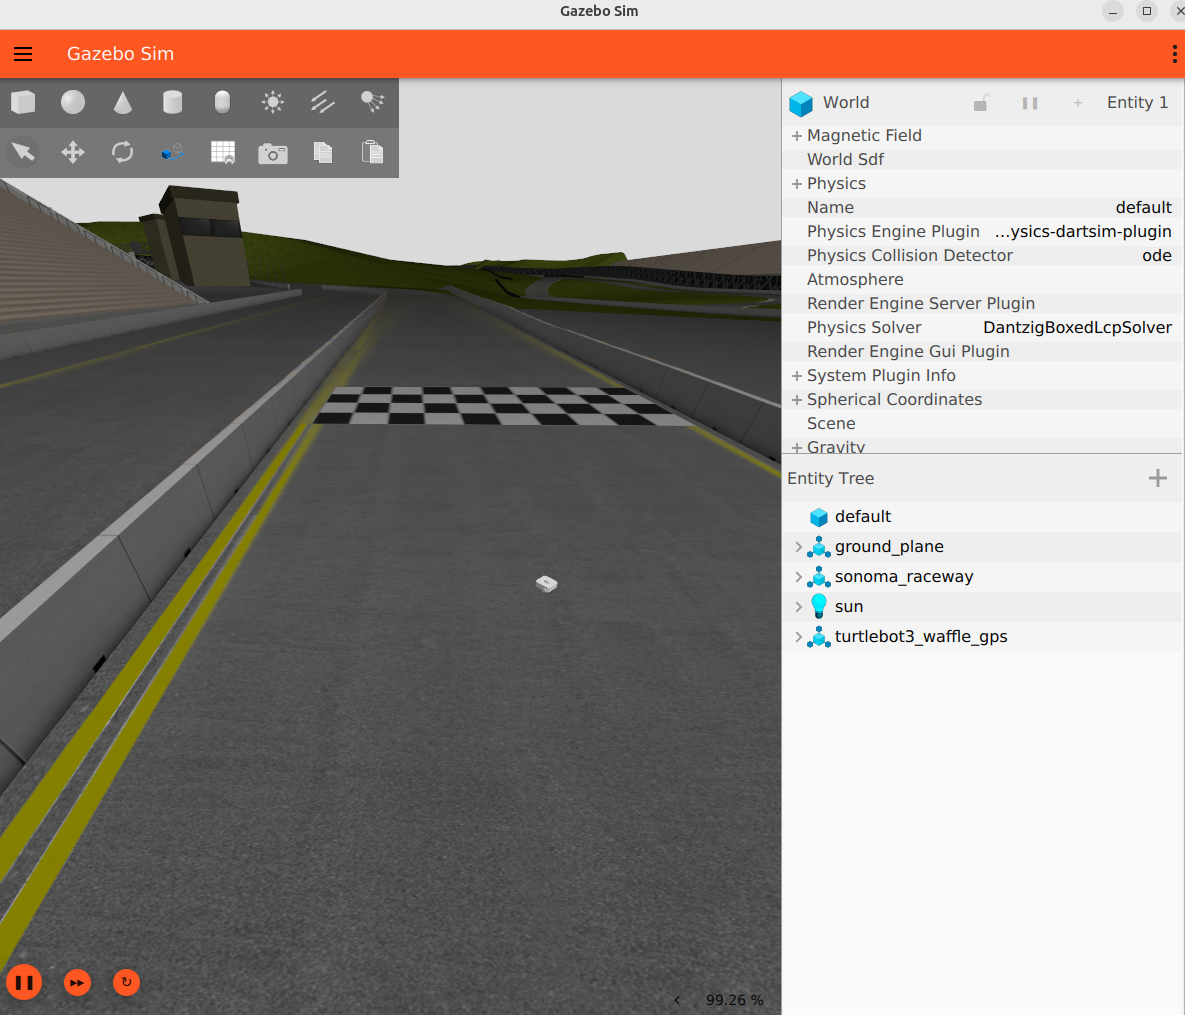 Gazebo Sim
Gazebo Sim
World Entity 1
Magnetic Field
World Sdf
Physics
Name default
Physics Engine Plugin ...ysics-dartsim-plugin
Physics Collision Detector ode
Atmosphere
Render Engine Server Plugin
Physics Solver DantzigBoxedLcpSolver
Render Engine Gui Plugin
System Plugin Info
Spherical Coordinates
Scene
Gravity
Entity Tree
default
ground_plane
sonoma_raceway
sun
turtlebot3_waffle_gps
99.26 %